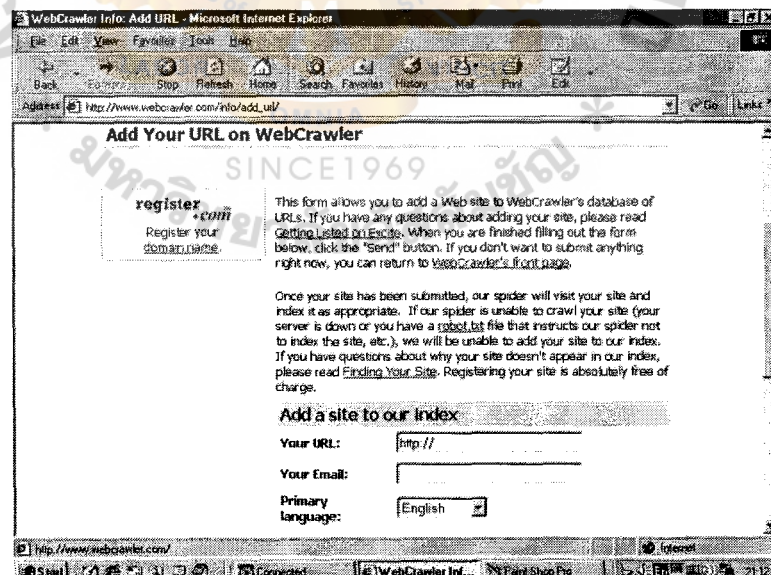 WebCrawler Info: Add URL - Microsoft Internet Explorer
File Edit View Favorites Tools Help
Back Forward Stop Refresh Home Search Favorites History Mail Print Edit
Address http://www.webcrawler.com/info/add_url/ Go Links
Add Your URL on WebCrawler
OMNIA
SINCE 1969
register
.com
Register your
domain name.
This form allows you to add a Web site to WebCrawler's database of
URLs. If you have any questions about adding your site, please read
Getting Listed on Excite. When you are finished filling out the form
below, click the "Send" button. If you don't want to submit anything
right now, you can return to WebCrawler's front page.
Once your site has been submitted, our spider will visit your site and
index it as appropriate. If our spider is unable to crawl your site (your
server is down or you have a robot.txt file that instructs our spider not
to index the site, etc.), we will be unable to add your site to our index.
If you have questions about why your site doesn't appear in our index,
please read Finding Your Site. Registering your site is absolutely free of
charge.
Add a site to our Index
Your URL: http://
Your Email:
Primary
language: English
http://www.webcrawler.com/ Internet
Start Connected WebCrawler Inf... Paint Shop Pro 21:12